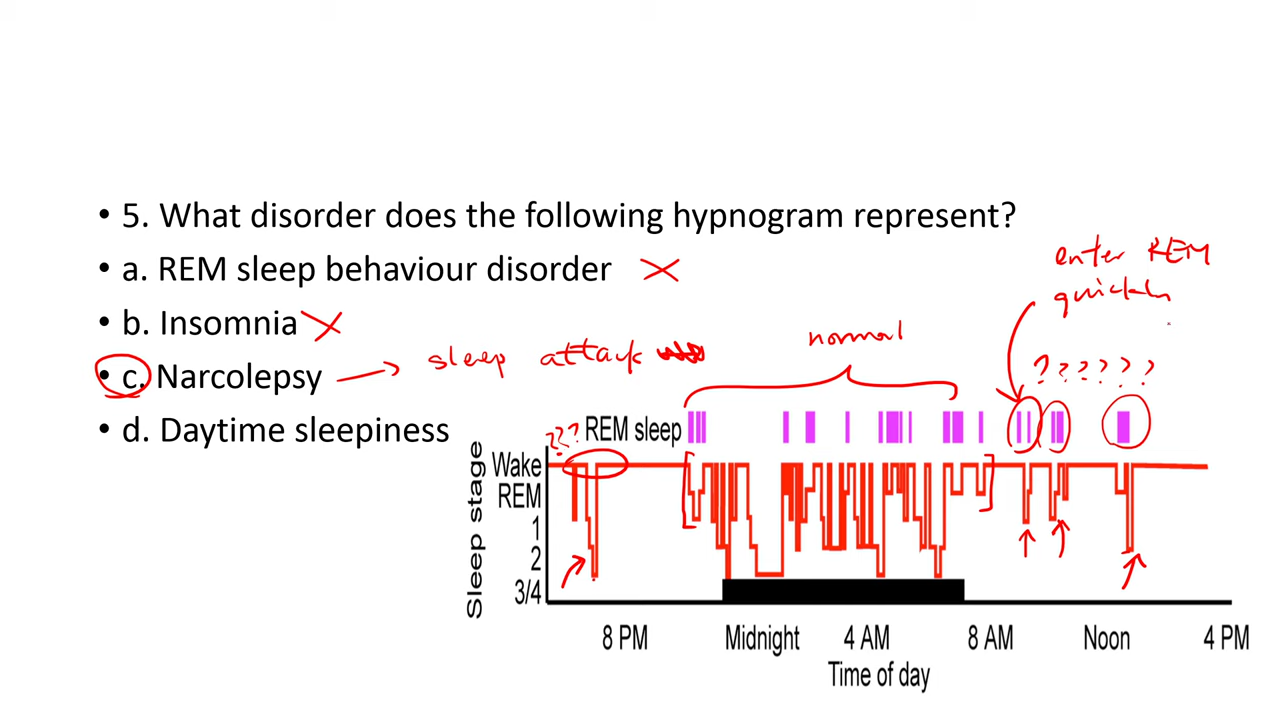 • 5. What disorder does the following hypnogram represent?
• a. REM sleep behaviour disorder
• b. Insomnia
• c. Narcolepsy
sleep attack
• d. Daytime sleepiness
enter REM
quickly
normal
? ? ? ? ? ?
???
REM sleep
Sleep stage
Wake
REM
1
2
3/4
8 PM Midnight 4 AM 8 AM Noon 4 PM
Time of day